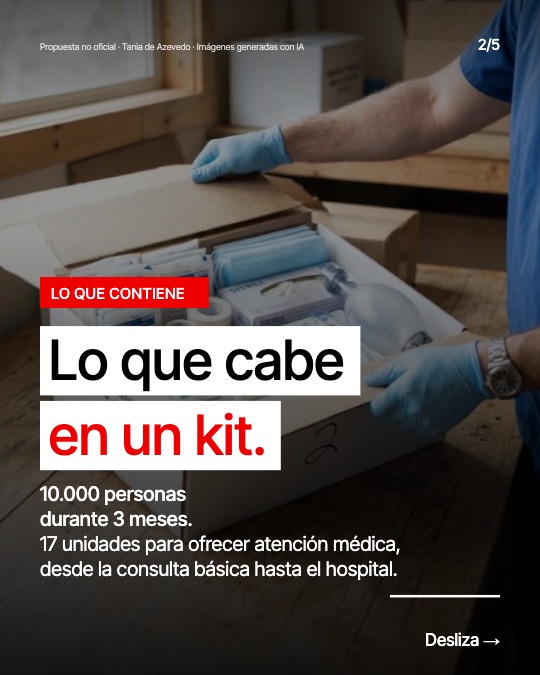 Propuesta no oficial · Tania de Azevedo · Imágenes generadas con IA
2/5
LO QUE CONTIENE
Lo que cabe
en un kit.
10.000 personas
durante 3 meses.
17 unidades para ofrecer atención médica,
desde la consulta básica hasta el hospital.
2
Desliza →